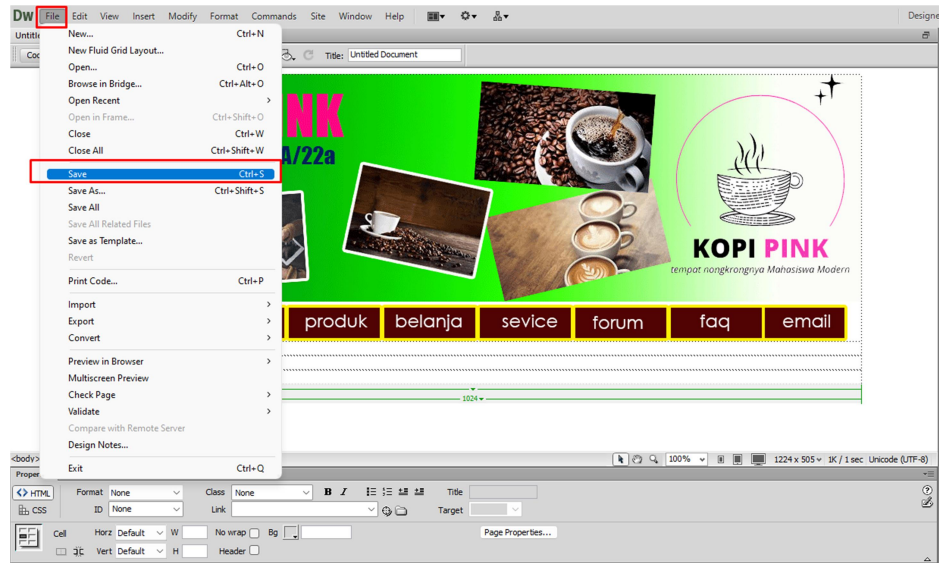 DW File Edit View Insert Modify Format Commands Site Window Help
Designe
Untitle
New... Ctrl+N
New Fluid Grid Layout...
Open... Ctrl+O
Browse in Bridge... Ctrl+Alt+O
Open Recent
Open in Frame... Ctrl+Shift+O
Close Ctrl+W
Close All Ctrl+Shift+W
Save Ctrl+S
Save As... Ctrl+Shift+S
Save All
Save All Related Files
Save as Template...
Revert
Print Code... Ctrl+P
Import
Export
Convert
Preview in Browser
Multiscreen Preview
Check Page
Validate
Compare with Remote Server
Design Notes...
Exit Ctrl+Q
Cod
Title: Untitled Document
NK
A/22a
KOPI PINK
tempat nongkrongnya Mahasiswa Modern
produk belanja sevice forum faq email
1024
<body>
100% 1224 x 505 1K / 1 sec Unicode (UTF-8)
Proper
<> HTML Format None Class None B I Title
CSS ID None Link Target
Cell Horz Default W No wrap Bg Page Properties...
Vert Default H Header